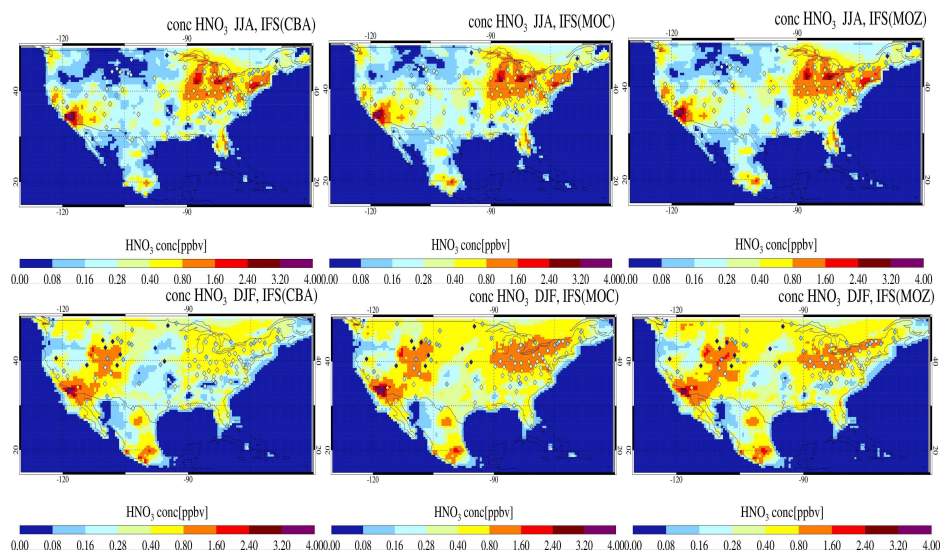 conc HNO3 JJA, IFS(CBA)
conc HNO3 JJA, IFS(MOC)
conc HNO3 JJA, IFS(MOZ)
-120 -90
-120 -90
-120 -90
40 40
40 40
40 40
20 20
20 20
20 20
-120 -90
-120 -90
-120 -90
HNO3 conc[ppbv]
HNO3 conc[ppbv]
HNO3 conc[ppbv]
0.00 0.08 0.16 0.28 0.40 0.80 1.60 2.40 3.20 4.00
0.00 0.08 0.16 0.28 0.40 0.80 1.60 2.40 3.20 4.00
0.00 0.08 0.16 0.28 0.40 0.80 1.60 2.40 3.20 4.00
conc HNO3 DJF, IFS(CBA)
conc HNO3 DJF, IFS(MOC)
conc HNO3 DJF, IFS(MOZ)
-120 -90
-120 -90
-120 -90
40 40
40 40
40 40
20 20
20 20
20 20
-120 -90
-120 -90
-120 -90
HNO3 conc[ppbv]
HNO3 conc[ppbv]
HNO3 conc[ppbv]
0.00 0.08 0.16 0.28 0.40 0.80 1.60 2.40 3.20 4.00
0.00 0.08 0.16 0.28 0.40 0.80 1.60 2.40 3.20 4.00
0.00 0.08 0.16 0.28 0.40 0.80 1.60 2.40 3.20 4.00